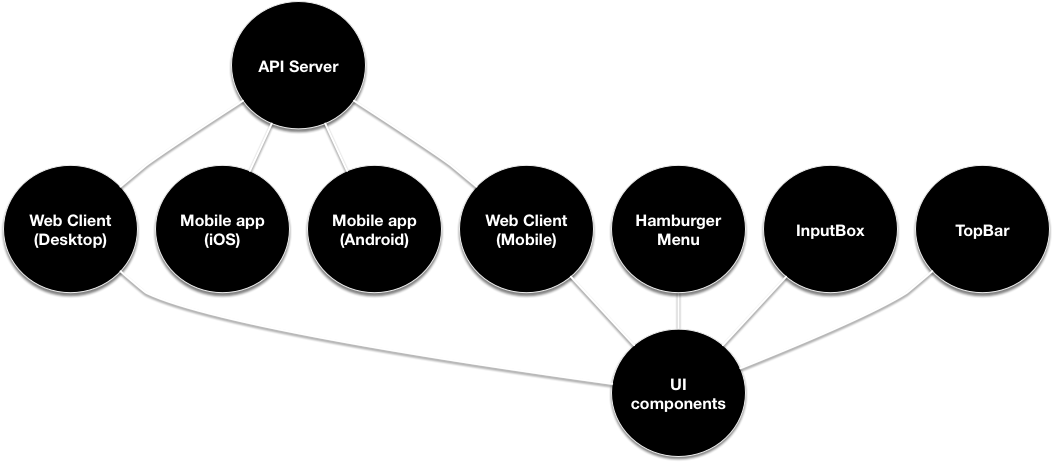 API Server
Web Client
(Desktop)
Mobile app
(iOS)
Mobile app
(Android)
Web Client
(Mobile)
Hamburger
Menu
InputBox
TopBar
UI
components